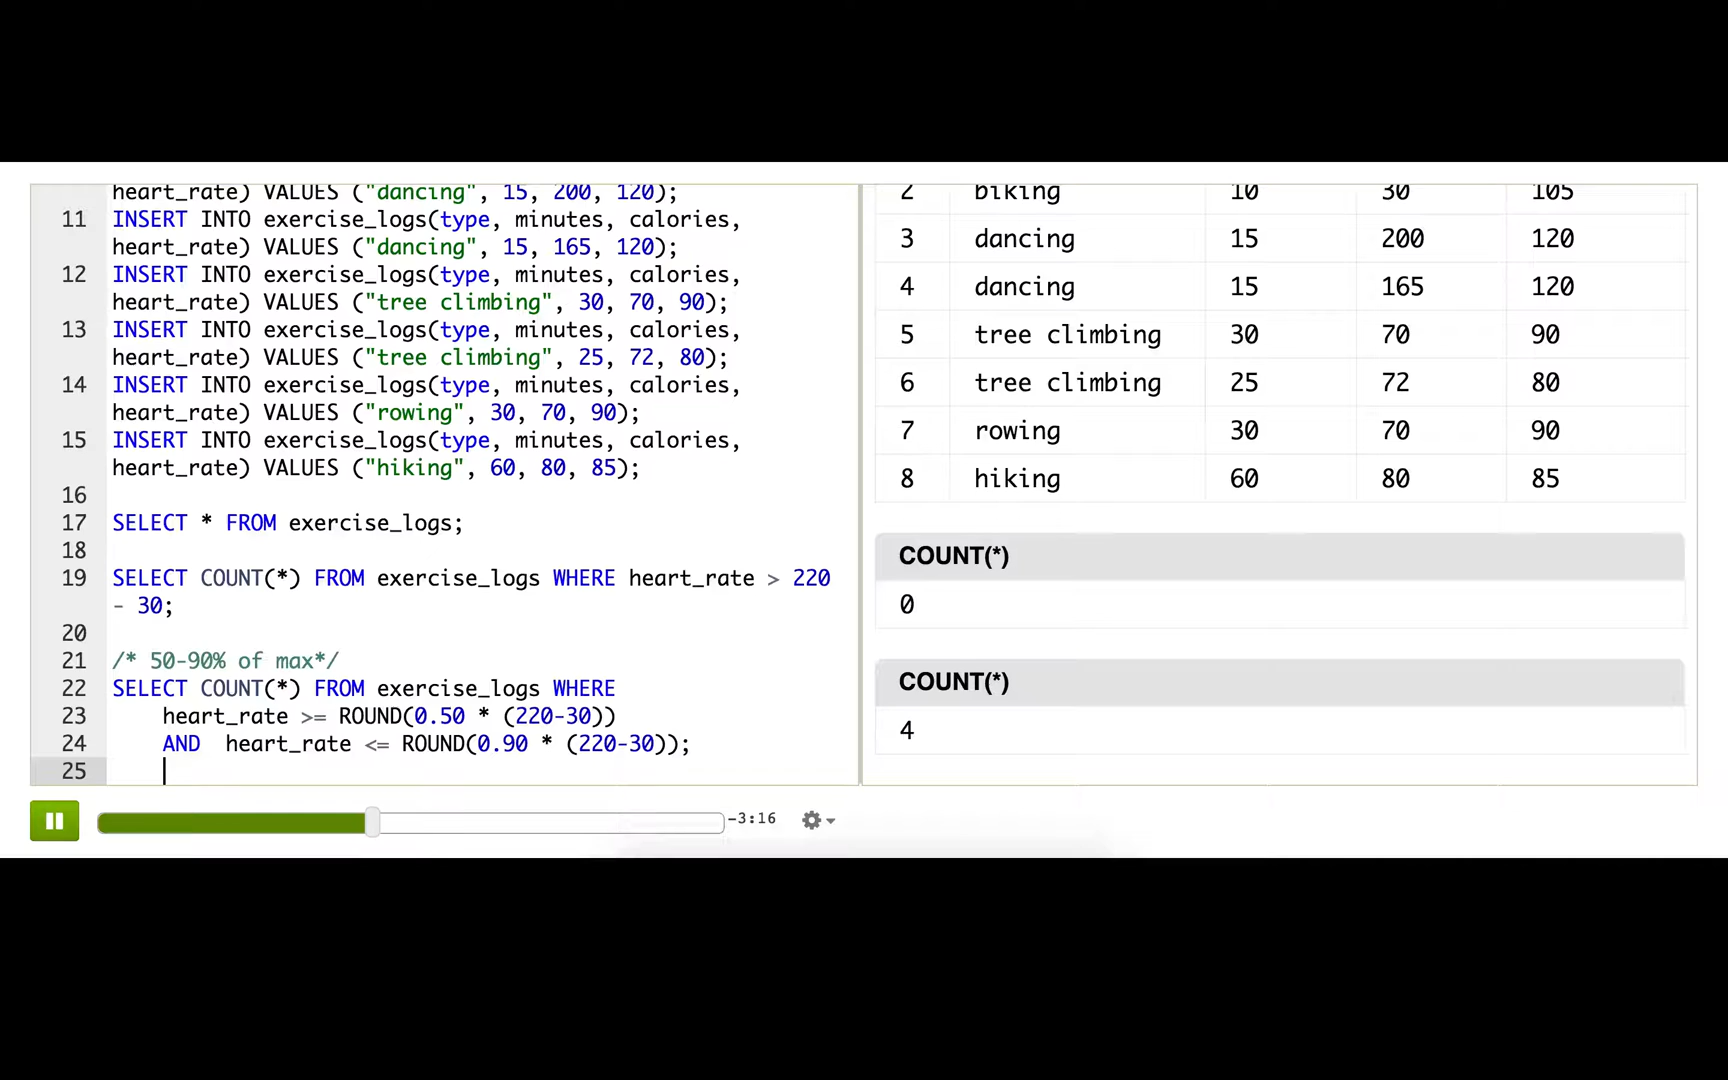 heart_rate) VALUES ("dancing", 15, 200, 120);
11 INSERT INTO exercise_logs(type, minutes, calories,
heart_rate) VALUES ("dancing", 15, 165, 120);
12 INSERT INTO exercise_logs(type, minutes, calories,
heart_rate) VALUES ("tree climbing", 30, 70, 90);
13 INSERT INTO exercise_logs(type, minutes, calories,
heart_rate) VALUES ("tree climbing", 25, 72, 80);
14 INSERT INTO exercise_logs(type, minutes, calories,
heart_rate) VALUES ("rowing", 30, 70, 90);
15 INSERT INTO exercise_logs(type, minutes, calories,
heart_rate) VALUES ("hiking", 60, 80, 85);
16
17 SELECT * FROM exercise_logs;
18
19 SELECT COUNT(*) FROM exercise_logs WHERE heart_rate > 220
- 30;
20
21 /* 50-90% of max*/
22 SELECT COUNT(*) FROM exercise_logs WHERE
23 heart_rate >= ROUND(0.50 * (220-30))
24 AND  heart_rate <= ROUND(0.90 * (220-30));
25
-3:16
2 biking 10 30 105
3 dancing 15 200 120
4 dancing 15 165 120
5 tree climbing 30 70 90
6 tree climbing 25 72 80
7 rowing 30 70 90
8 hiking 60 80 85
COUNT(*)
0
COUNT(*)
4